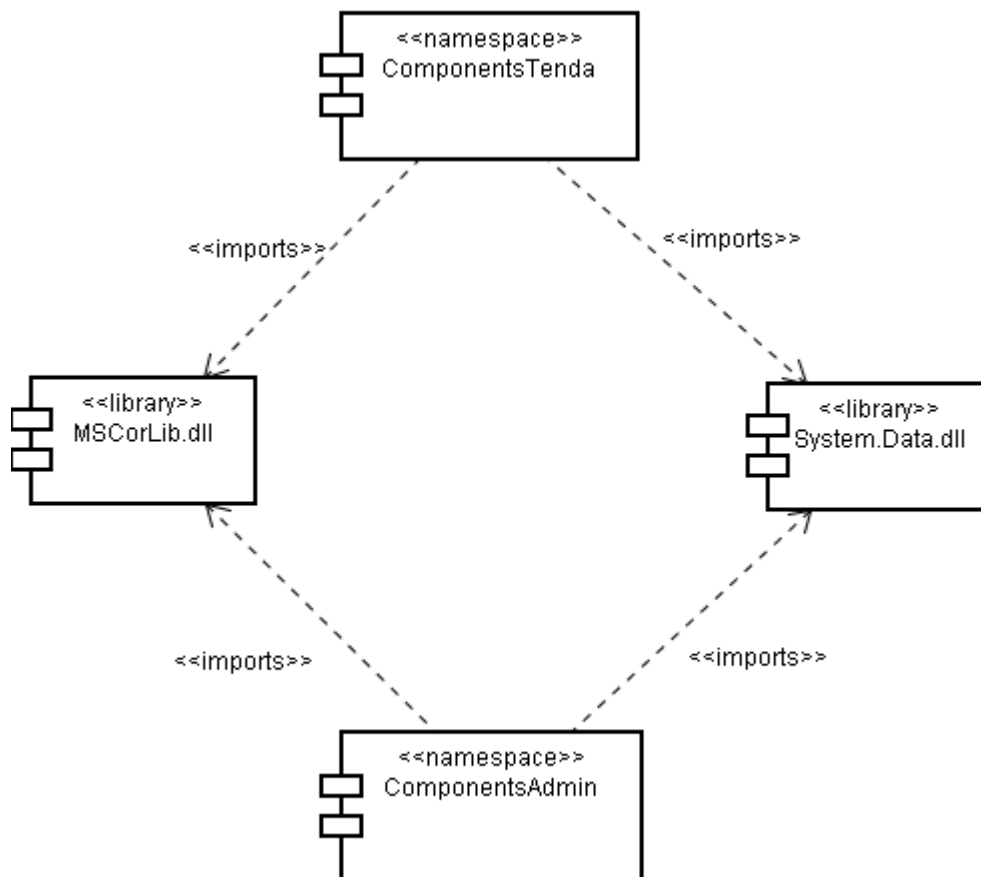 <<namespace>>
ComponentsTenda
<<imports>>
<<imports>>
<<library>>
MSCorLib.dll
<<library>>
System.Data.dll
<<imports>>
<<imports>>
<<namespace>>
ComponentsAdmin